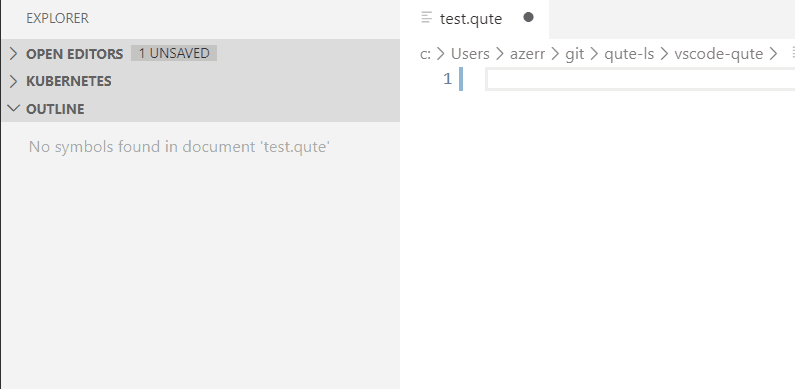 EXPLORER
OPEN EDITORS 1 UNSAVED
KUBERNETES
OUTLINE
No symbols found in document 'test.qute'
test.qute
c: > Users > azerr > git > qute-ls > vscode-qute >
1